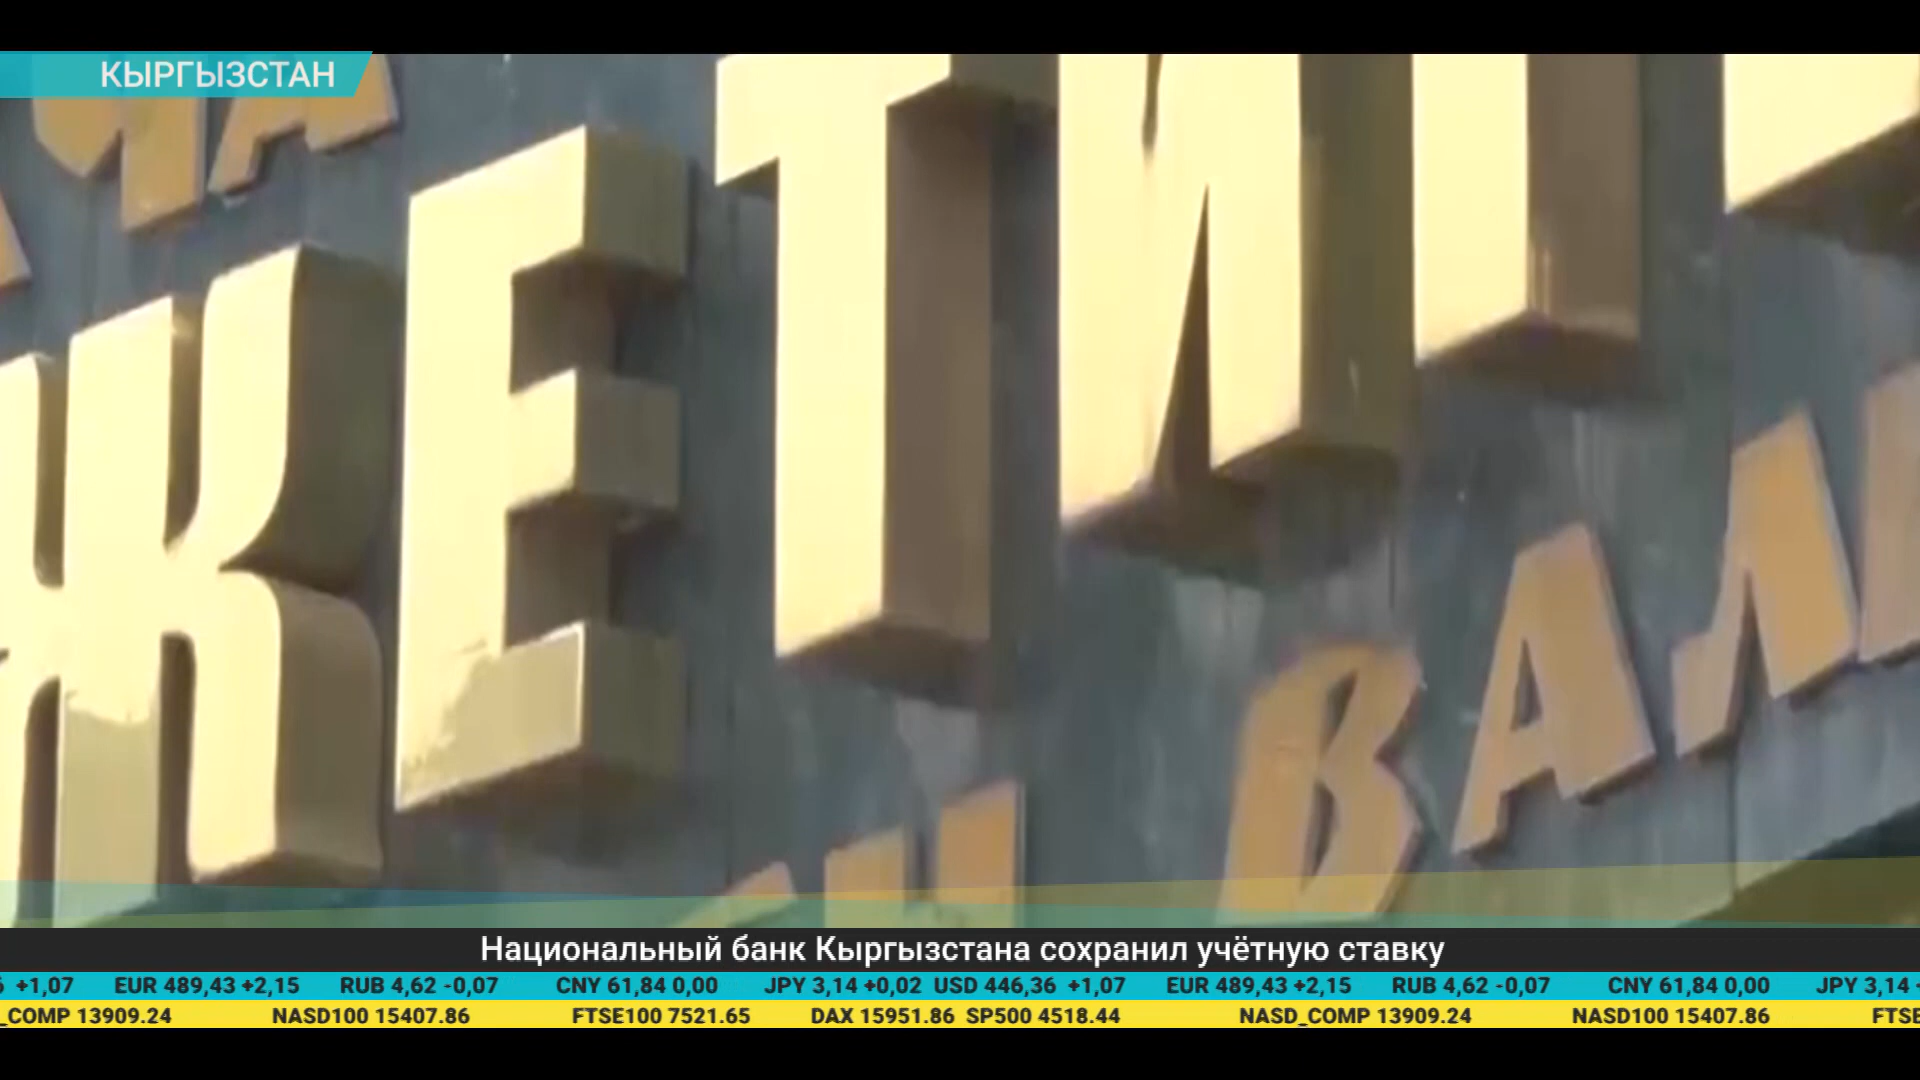 КЫРГЫЗСТАН
ЖЕТИГ
ВАЛ
Национальный банк Кыргызстана сохранил учётную ставку
+1,07 EUR 489,43 +2,15 RUB 4,62 -0,07 CNY 61,84 0,00 JPY 3,14 +0,02 USD 446,36 +1,07 EUR 489,43 +2,15 RUB 4,62 -0,07 CNY 61,84 0,00 JPY 3,14
_COMP 13909.24 NASD100 15407.86 FTSE100 7521.65 DAX 15951.86 SP500 4518.44 NASD_COMP 13909.24 NASD100 15407.86 FTSE